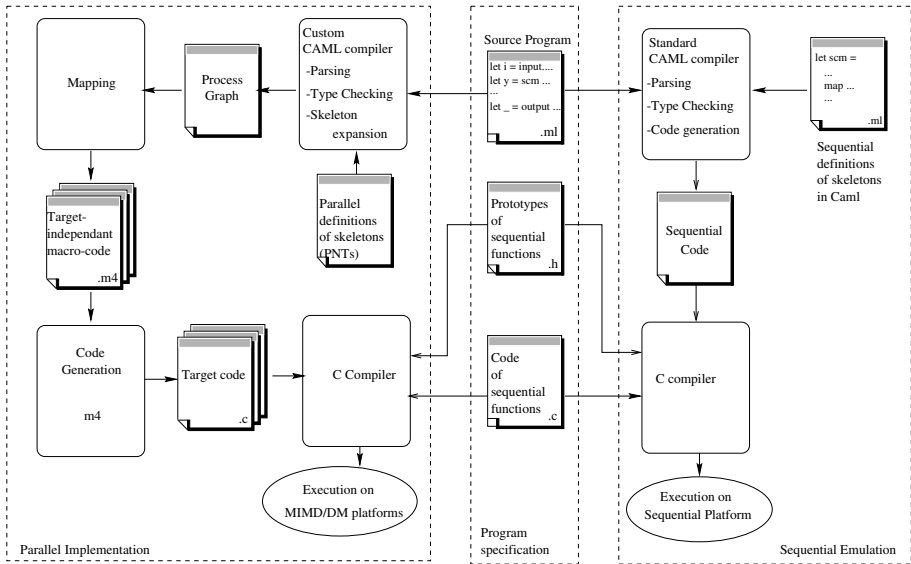 Mapping
Process
Graph
Custom
CAML compiler
-Parsing
-Type Checking
-Skeleton
expansion
Target-
independant
macro-code
.m4
Parallel
definitions
of skeletons
(PNTs)
Code
Generation
m4
Target code
.c
C Compiler
Execution on
MIMD/DM platforms
Parallel Implementation
Source Program
let i = input....
let y = scm ...
...
let _ = output ...
.ml
Prototypes
of
sequential
functions
.h
Code
of
sequential
functions
.c
Program
specification
Standard
CAML compiler
-Parsing
-Type Checking
-Code generation
let scm =
...
map ...
...
.ml
Sequential
definitions
of skeletons
in Caml
Sequential
Code
C compiler
Execution on
Sequential Platform
Sequential Emulation